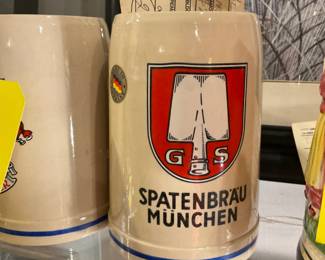 G S
SPATENBRÄU
MÜNCHEN